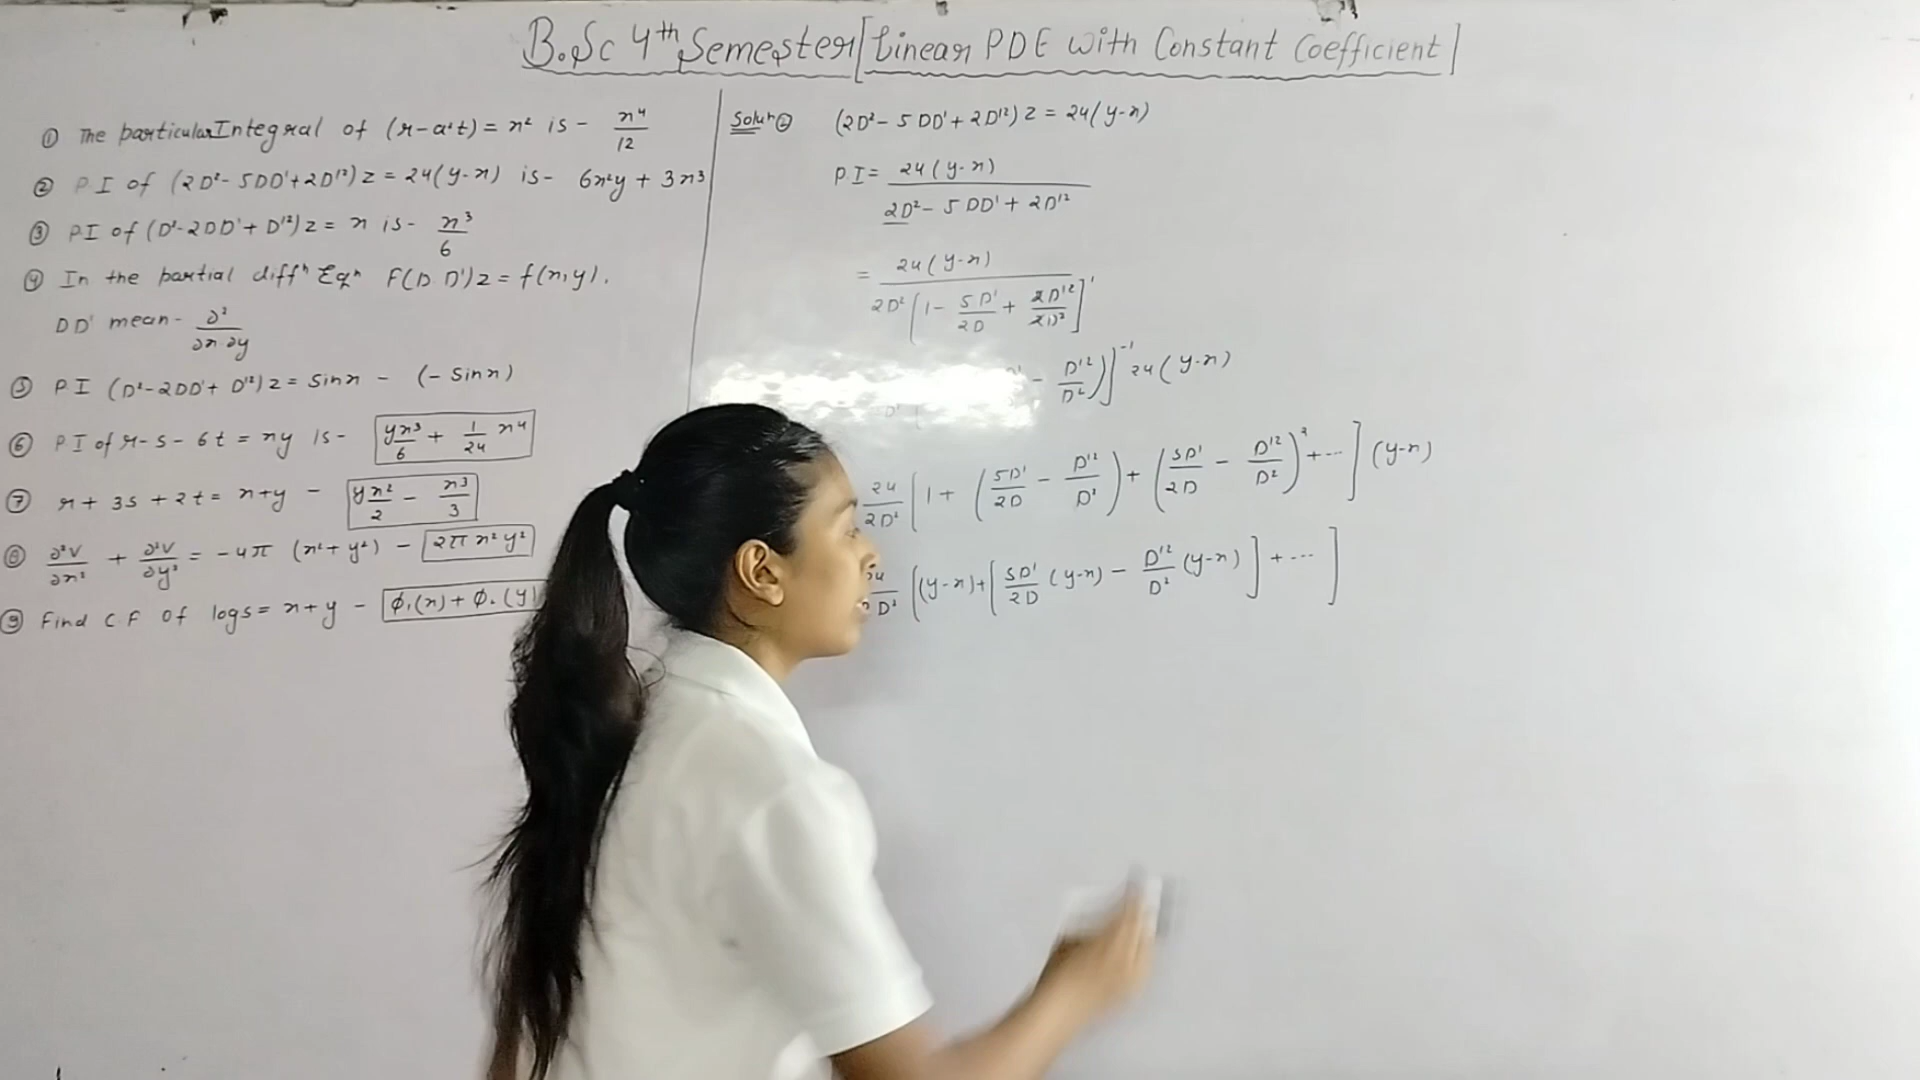 B.Sc 4th Semester/Linear PDE with Constant Coefficient/
① The particular Integral of (r-a²t) = x² is - x⁴/12
② P.I of (2D²-5DD'+2D'²)z = 24(y-x) is - 6x²y + 3x³
③ PI of (D²-2DD'+D'²)z = x is - x³/6
④ In the partial diffⁿ Eqⁿ F(D.D')z = f(x,y).
DD' mean - ∂²/∂x ∂y
⑤ P I (D²-2DD'+D'²)z = sinx - (-sinx)
⑥ P I of r-s-6t = xy is - yx³/6 + 1/24 x⁴
⑦ r+3s+2t = x+y - yx²/2 - x³/3
⑧ ∂²V/∂x² + ∂²V/∂y² = -4π (x²+y²) - 2π x²y²
⑨ Find C.F of logs = x+y - φ₁(x)+φ₂(y)
Soluⁿ② (2D²-5DD'+2D'²)z = 24(y-x)
P.I = 24(y-x)/2D²-5DD'+2D'²
= 24(y-x)/2D²[1 - 5D'/2D + 2D'²/2D²]
- D'²/D²)]⁻¹ 24(y-x)
24/2D² [1 + (5D'/2D - D'²/D²) + (5D'/2D - D'²/D²)² + ...] (y-x)
[(y-x)+[5D'/2D (y-x) - D'²/D² (y-x)] + ...]